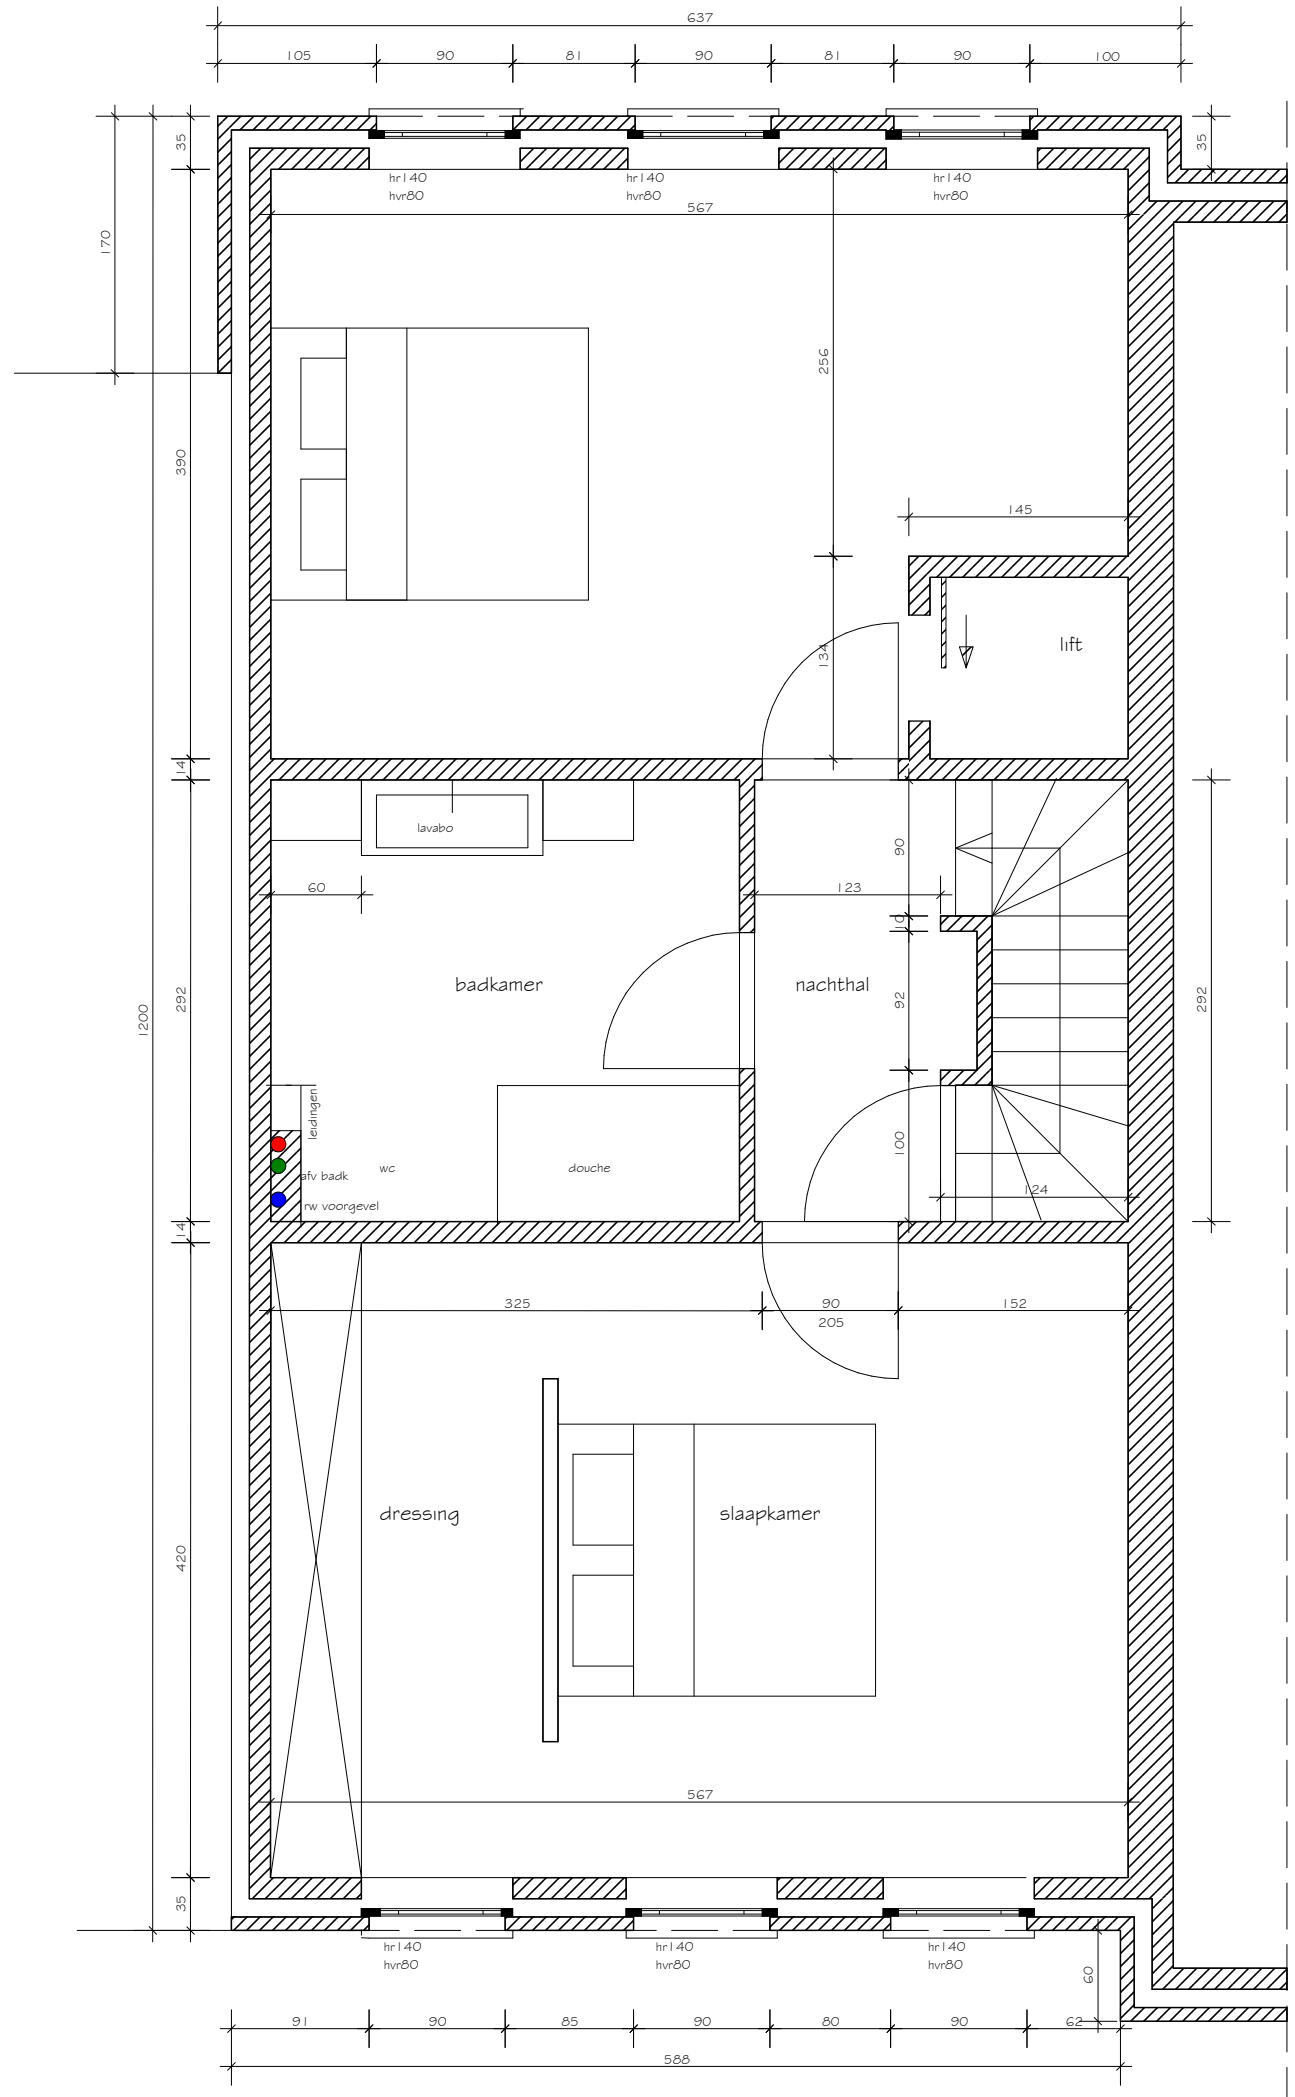 637
105 90 81 90 81 90 100
35
35
hr140 hr140 hr140
hvr80 hvr80 hvr80
567
170
256
390
145
134
lift
14
lavabo
90
60
123
10
badkamer
nachthal
92
292
292
1200
leidingen
100
afv badk
wc
douche
124
rw voorgevel
14
325 90 152
205
dressing
slaapkamer
420
567
35
hr140 hr140 hr140
hvr80 hvr80 hvr80
60
91 90 85 90 80 90 62
588